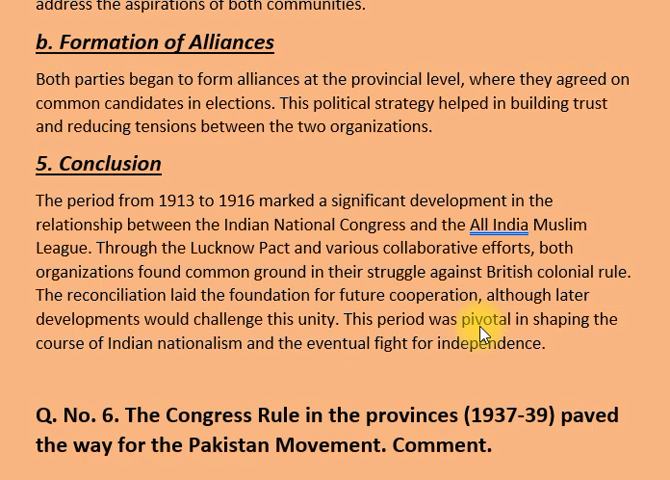 address the aspirations of both communities.
b. Formation of Alliances
Both parties began to form alliances at the provincial level, where they agreed on
common candidates in elections. This political strategy helped in building trust
and reducing tensions between the two organizations.
5. Conclusion
The period from 1913 to 1916 marked a significant development in the
relationship between the Indian National Congress and the All India Muslim
League. Through the Lucknow Pact and various collaborative efforts, both
organizations found common ground in their struggle against British colonial rule.
The reconciliation laid the foundation for future cooperation, although later
developments would challenge this unity. This period was pivotal in shaping the
course of Indian nationalism and the eventual fight for independence.
Q. No. 6. The Congress Rule in the provinces (1937-39) paved
the way for the Pakistan Movement. Comment.